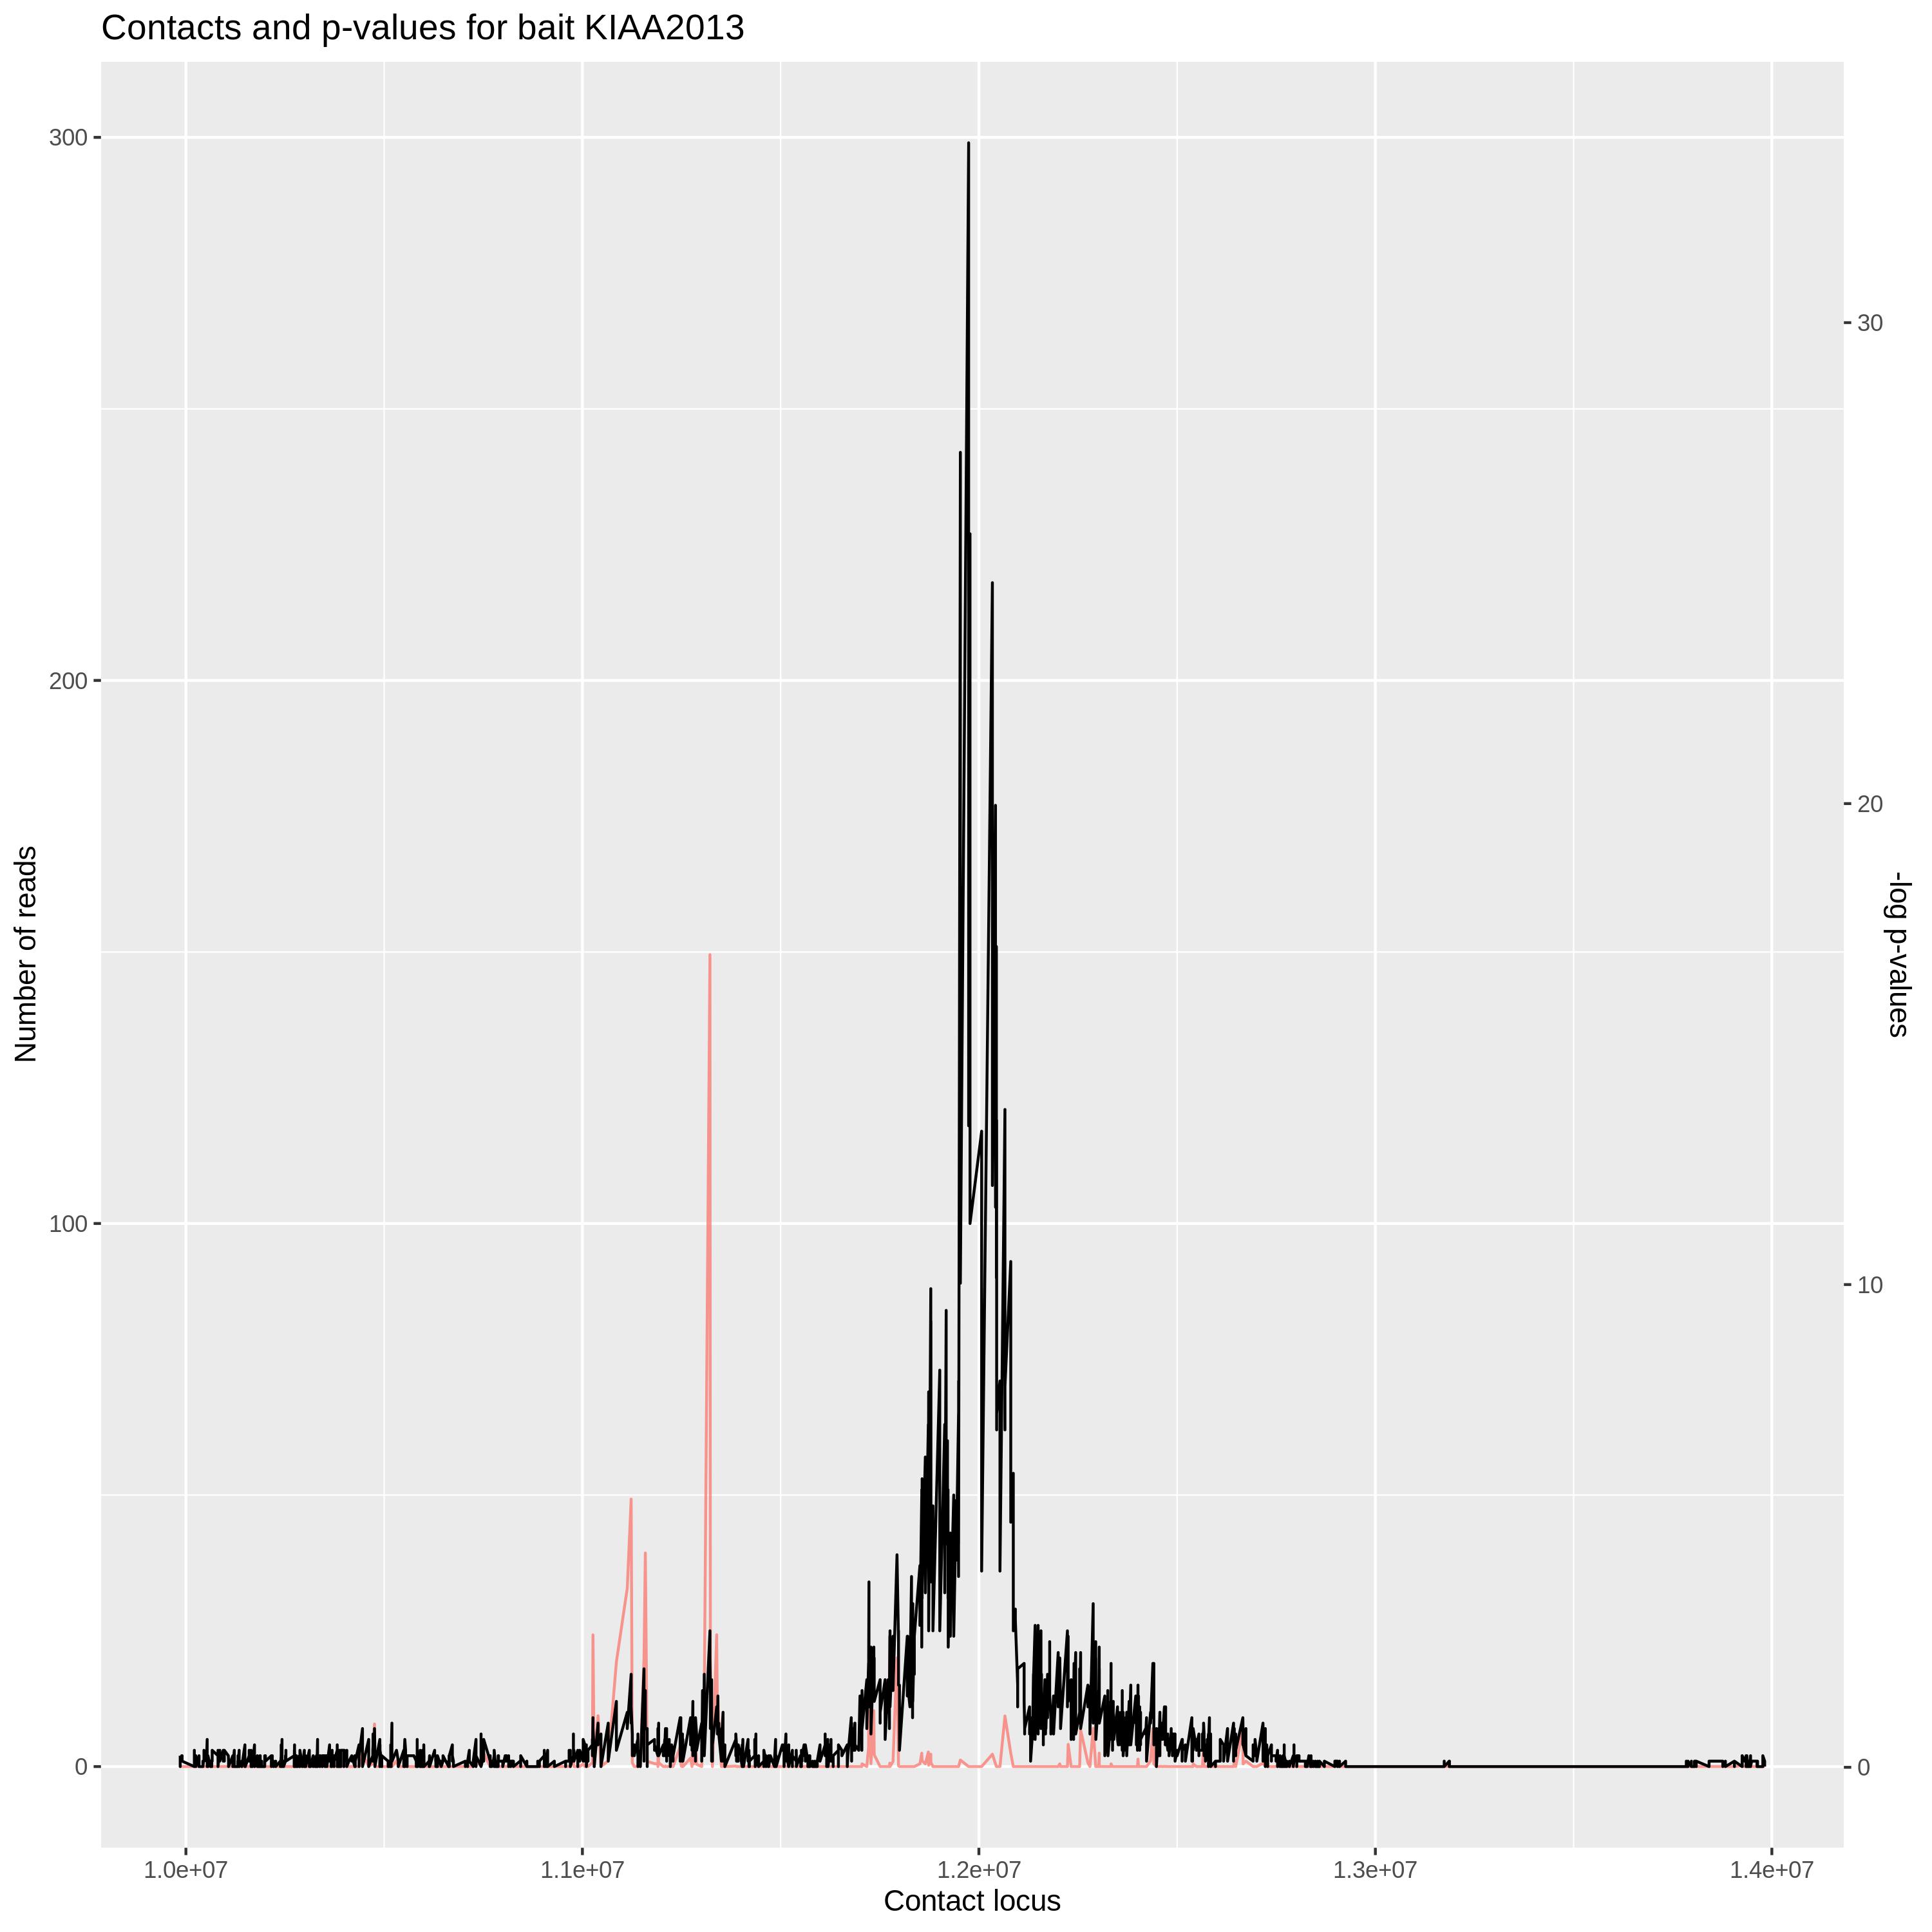 Contacts and p-values for bait KIAA2013
300
200
100
0
Number of reads
30
20
10
0
-log p-values
1.0e+07 1.1e+07 1.2e+07 1.3e+07 1.4e+07
Contact locus